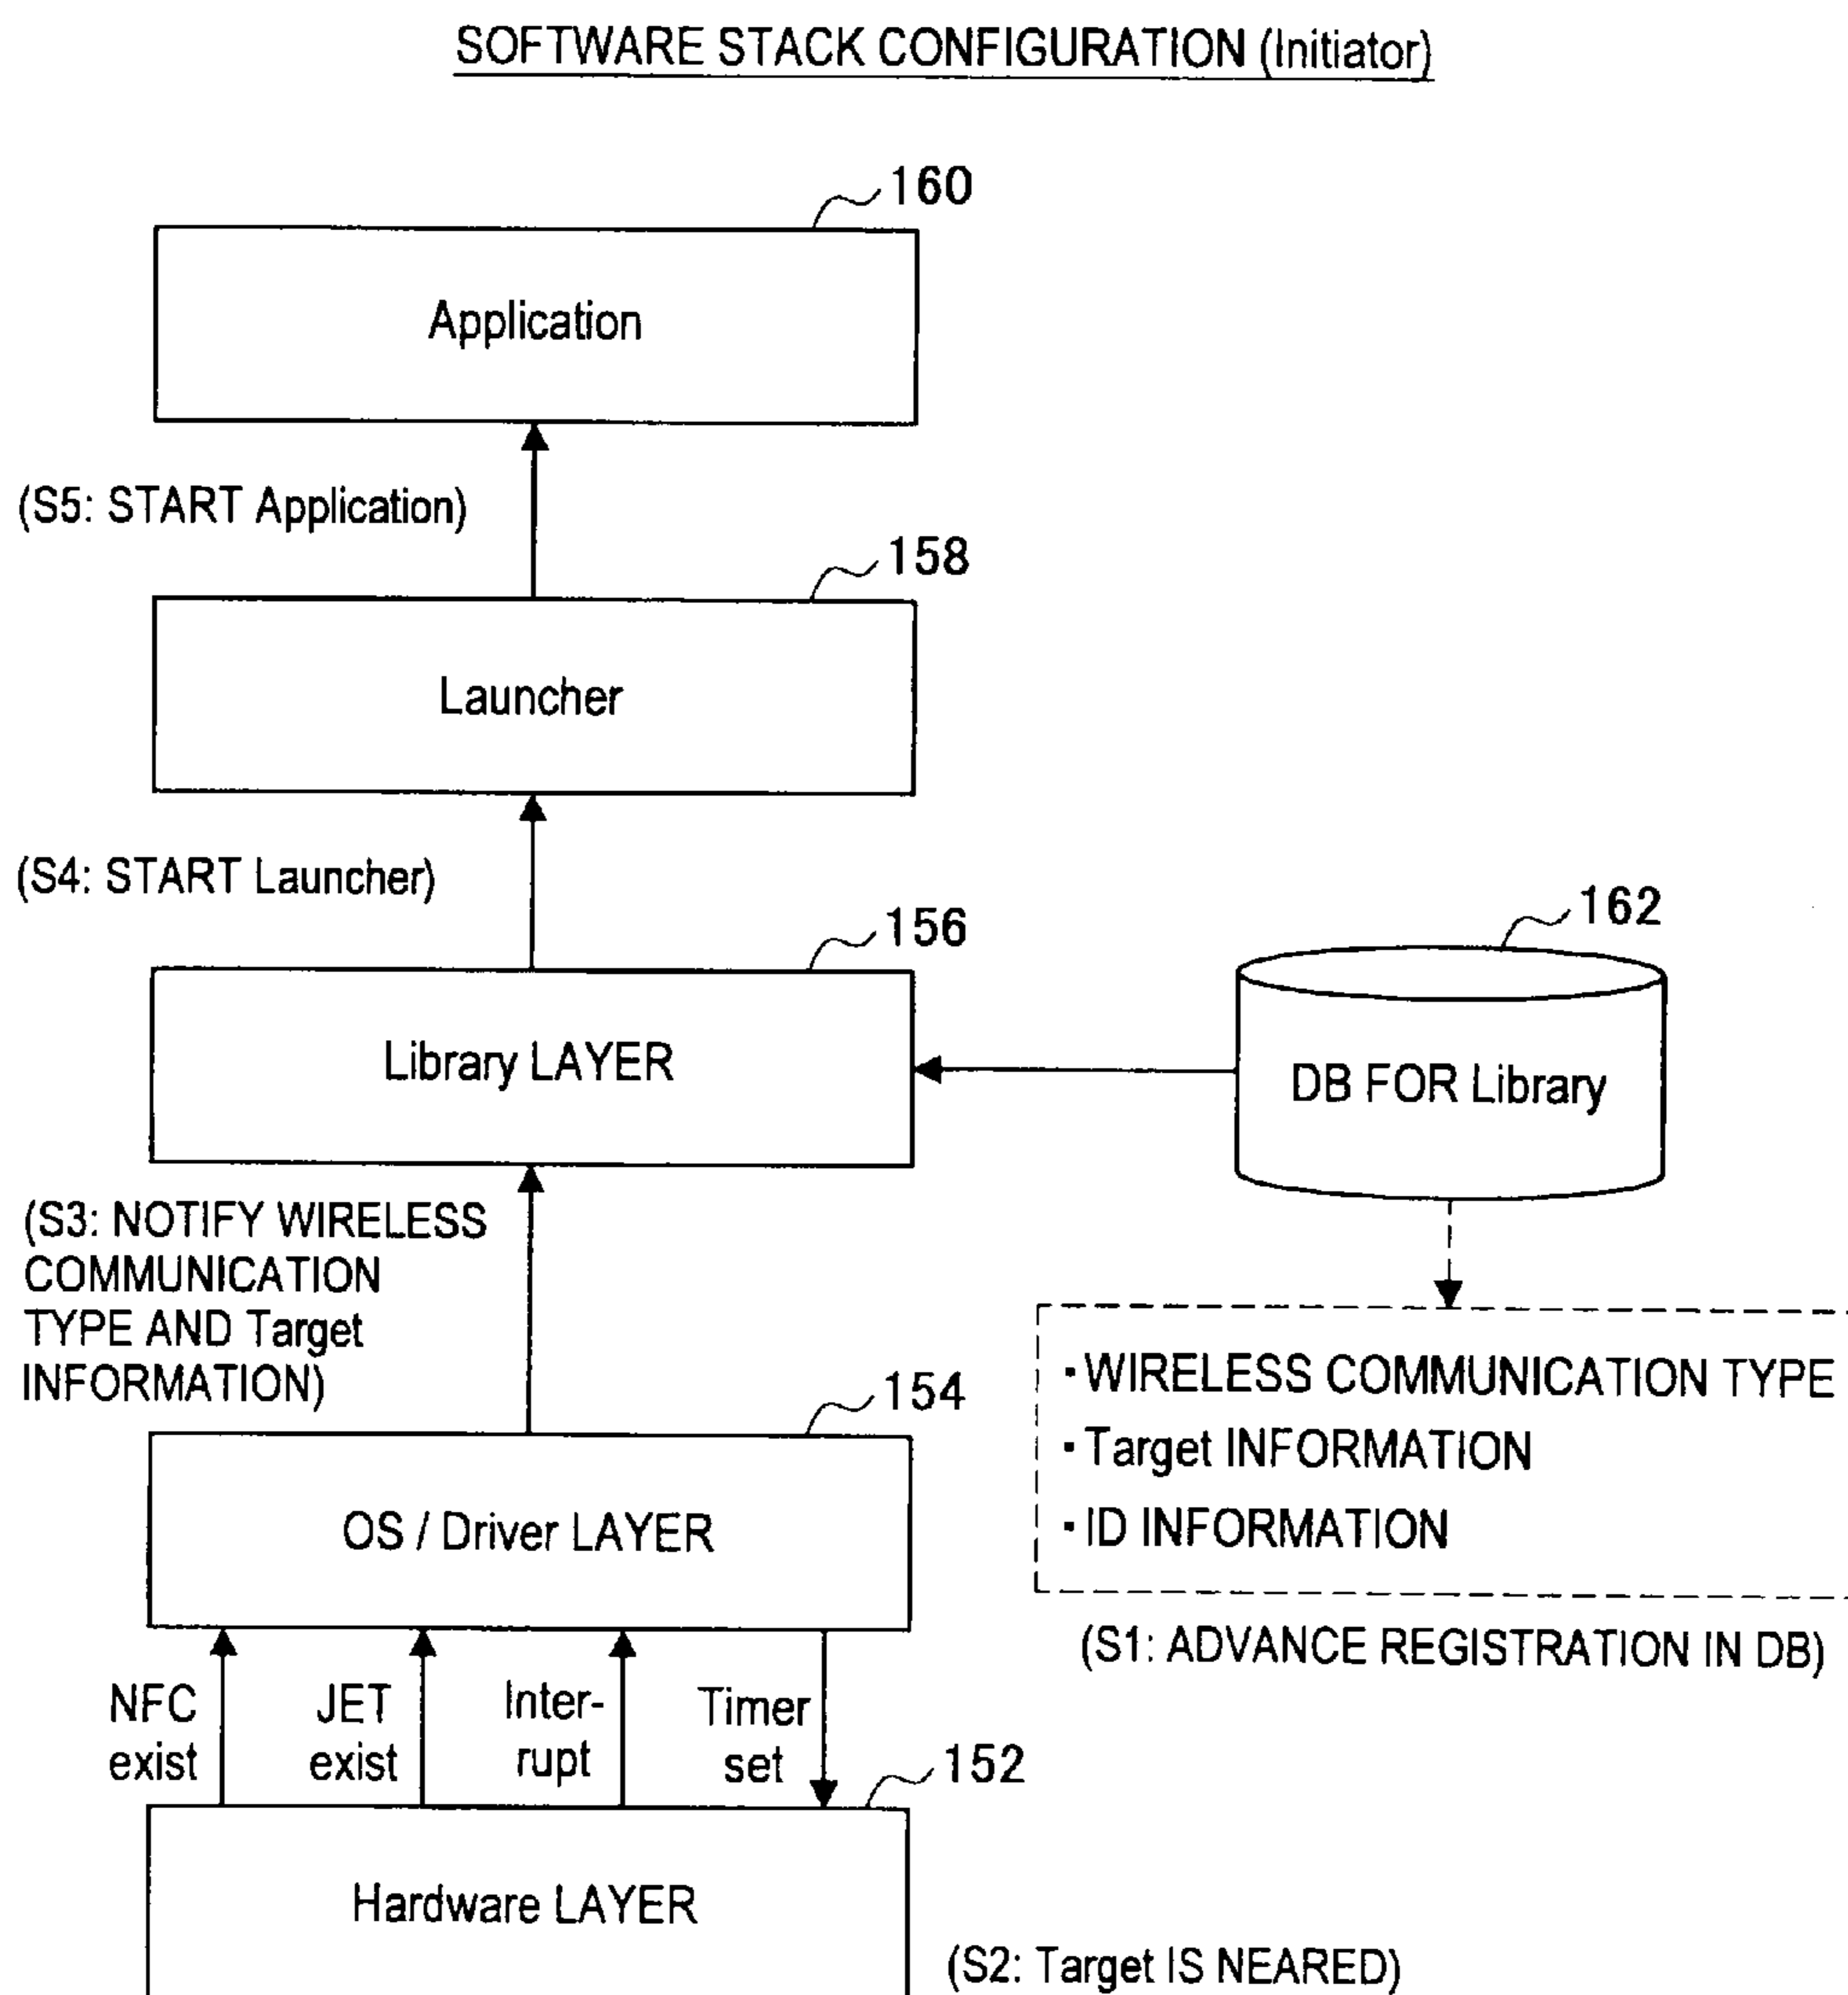 SOFTWARE STACK CONFIGURATION (Initiator)
160
Application
(S5: START Application)
158
Launcher
(S4: START Launcher)
156
162
Library LAYER
DB FOR Library
(S3: NOTIFY WIRELESS
COMMUNICATION
TYPE AND Target
INFORMATION)
154
・WIRELESS COMMUNICATION TYPE
・Target INFORMATION
・ID INFORMATION
OS / Driver LAYER
(S1: ADVANCE REGISTRATION IN DB)
NFC
exist
JET
exist
Inter-
rupt
Timer
set
152
Hardware LAYER
(S2: Target IS NEARED)